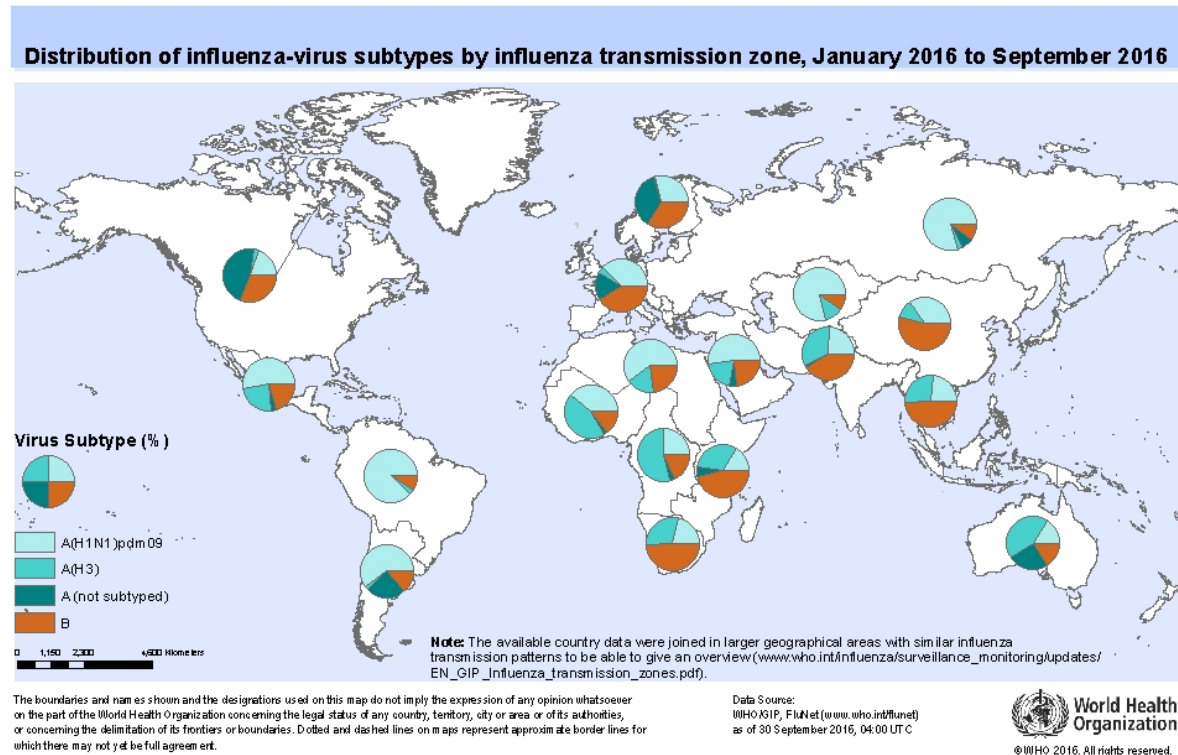 Distribution of influenza-virus subtypes by influenza transmission zone, January 2016 to September 2016
Virus Subtype (%)
A(H1N1)pdm09
A(H3)
A (not subtyped)
B
0 1,150 2,300 4,600 Kilometers
Note: The available country data were joined in larger geographical areas with similar influenza
transmission patterns to be able to give an overview (www.who.int/influenza/surveillance_monitoring/updates/
EN_GIP_Influenza_transmission_zones.pdf).
The boundaries and names shown and the designations used on this map do not imply the expression of any opinion whatsoever
on the part of the World Health Organization concerning the legal status of any country, territory, city or area or of its authorities,
or concerning the delimitation of its frontiers or boundaries. Dotted and dashed lines on maps represent approximate border lines for
which there may not yet be full agreement.
Data Source:
WHO/GIP, FluNet (www.who.int/flunet)
as of 30 September 2016, 04:00 UTC
World Health
Organization
© WHO 2016. All rights reserved.